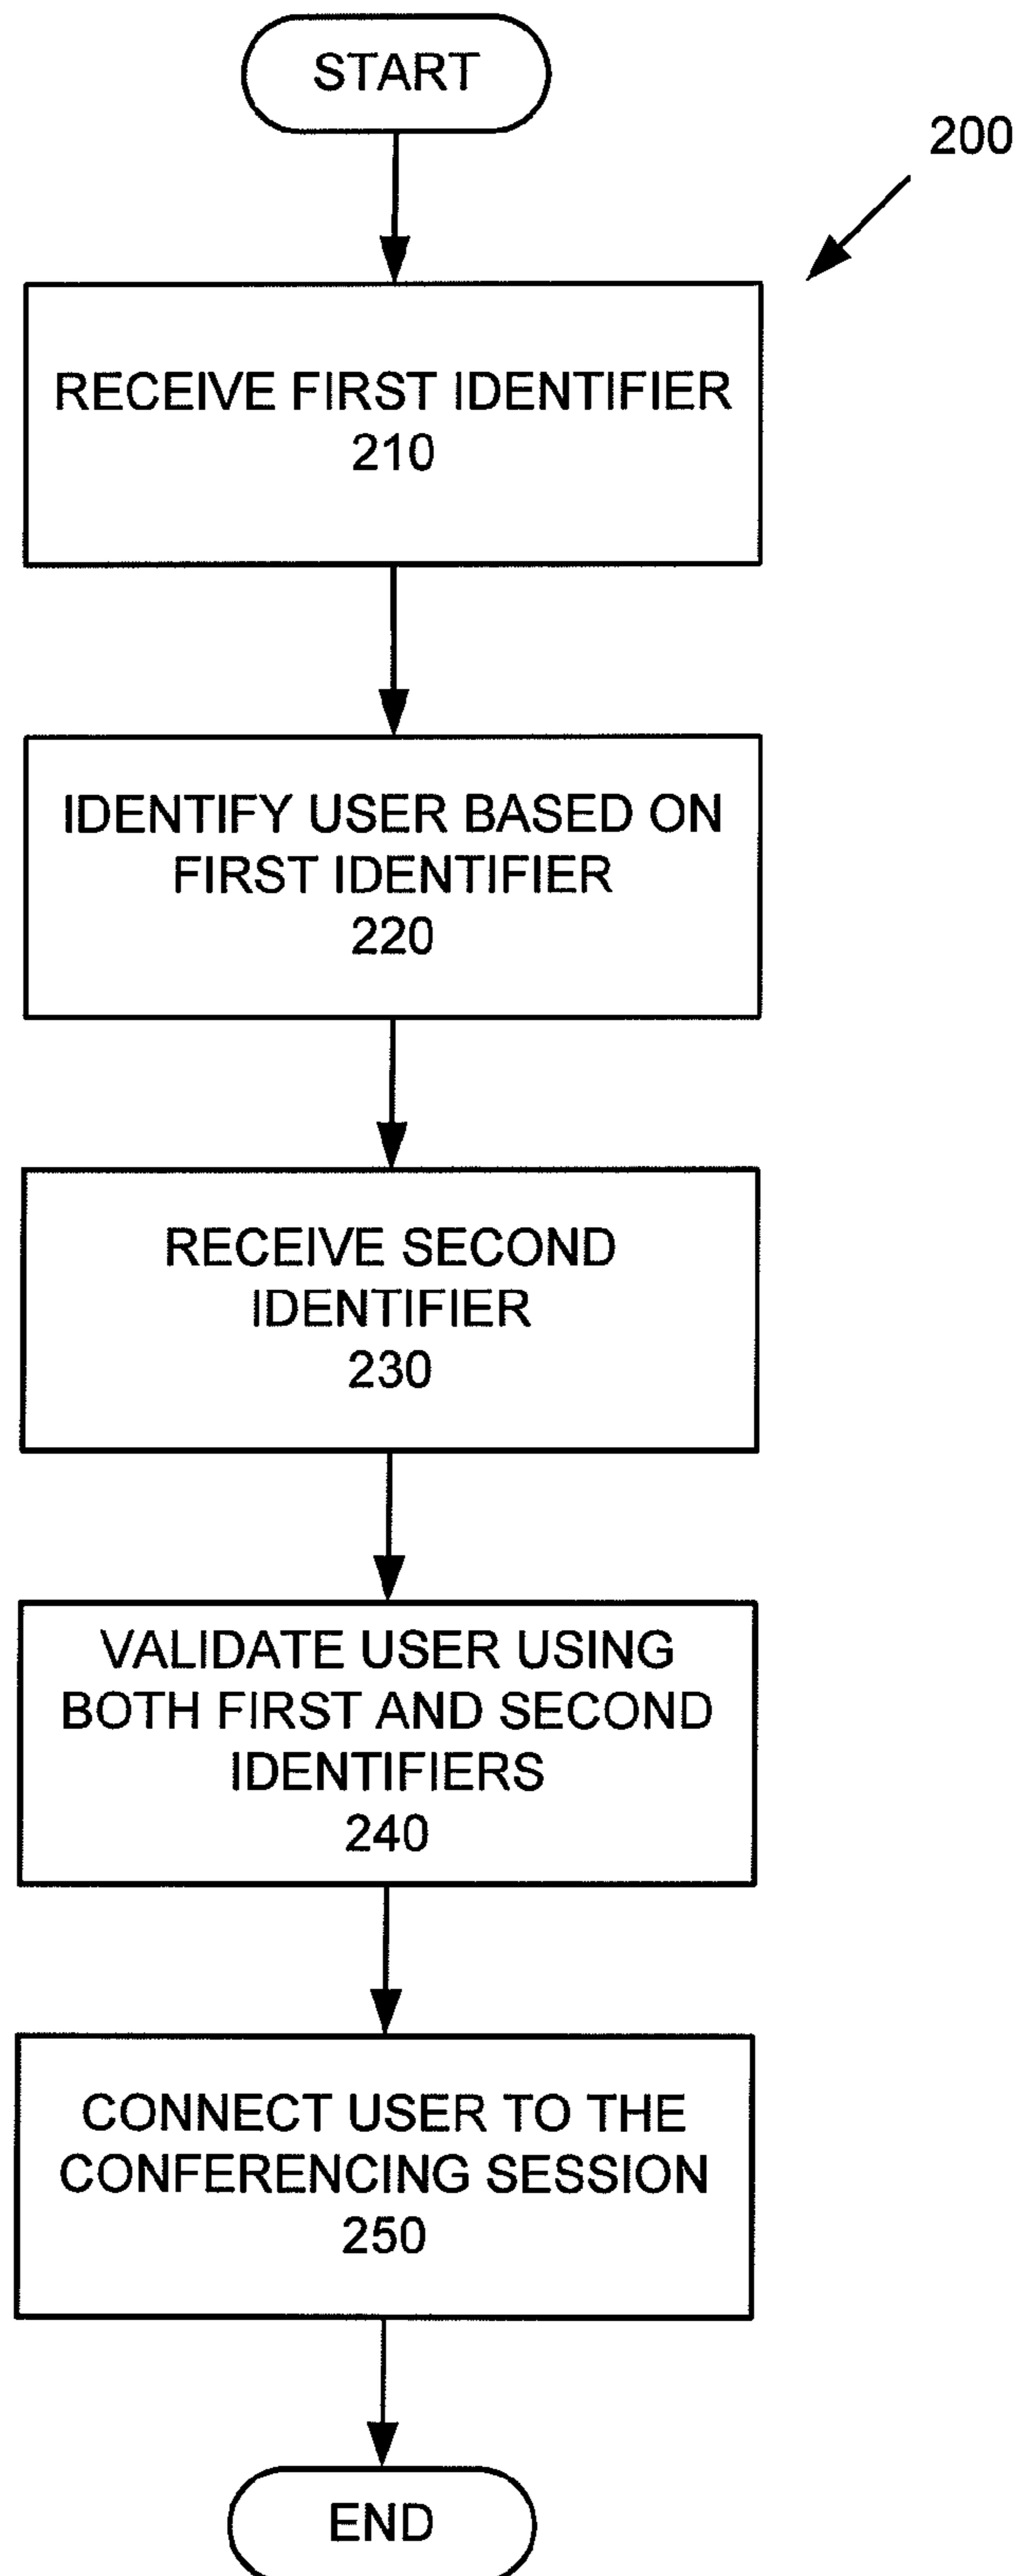 START
200
RECEIVE FIRST IDENTIFIER
210
IDENTIFY USER BASED ON
FIRST IDENTIFIER
220
RECEIVE SECOND
IDENTIFIER
230
VALIDATE USER USING
BOTH FIRST AND SECOND
IDENTIFIERS
240
CONNECT USER TO THE
CONFERENCING SESSION
250
END